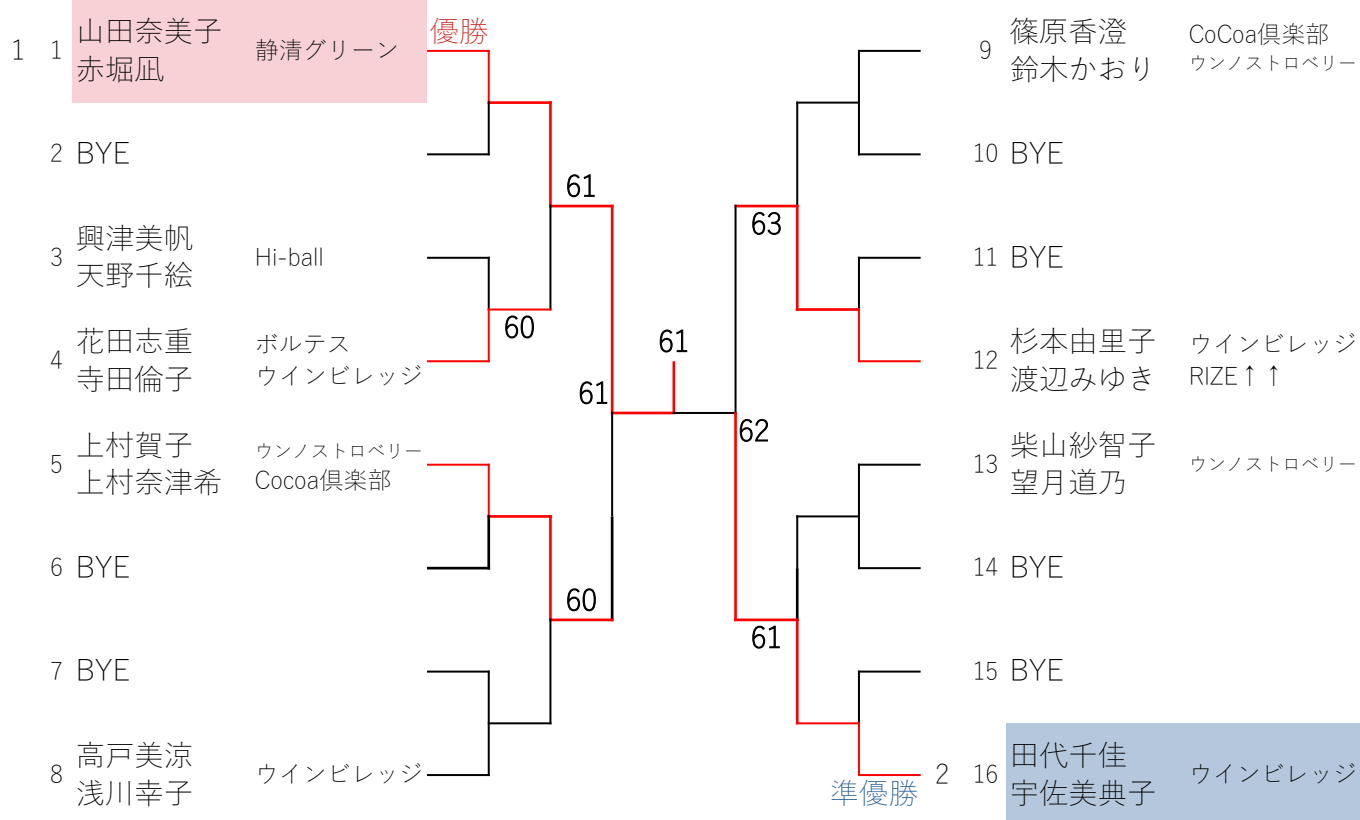 1 1 山田奈美子 静清グリーン 優勝
赤堀凪
2 BYE
61
3 興津美帆 Hi-ball
天野千絵
60
4 花田志重 ボルテス
寺田倫子 ウインビレッジ
61
5 上村賀子 ウンノストロベリー
上村奈津希 Cocoa倶楽部
6 BYE
60
7 BYE
8 高戸美涼 ウインビレッジ
浅川幸子
61
9 篠原香澄 CoCoa倶楽部
鈴木かおり ウンノストロベリー
10 BYE
63
11 BYE
12 杉本由里子 ウインビレッジ
渡辺みゆき RIZE↑↑
62
13 柴山紗智子 ウンノストロベリー
望月道乃
14 BYE
61
15 BYE
準優勝 2 16 田代千佳 ウインビレッジ
宇佐美典子